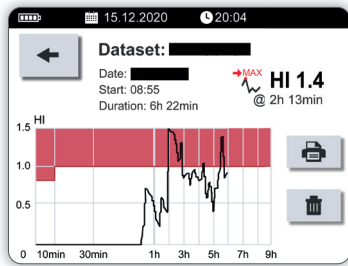 15.12.2020 20:04
Dataset:
Date:
Start: 08:55
Duration: 6h 22min
MAX
HI 1.4
@ 2h 13min
HI
1.5
1.0
0.5
0 10min 30min 1h 3h 5h 7h 9h